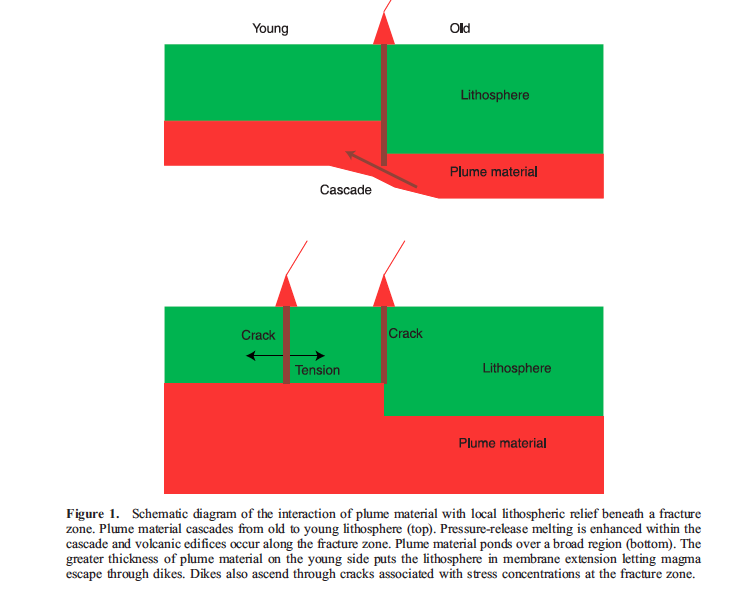 Young
Old
Lithosphere
Plume material
Cascade
Crack
Crack
Tension
Lithosphere
Plume material
Figure 1. Schematic diagram of the interaction of plume material with local lithospheric relief beneath a fracture
zone. Plume material cascades from old to young lithosphere (top). Pressure-release melting is enhanced within the
cascade and volcanic edifices occur along the fracture zone. Plume material ponds over a broad region (bottom). The
greater thickness of plume material on the young side puts the lithosphere in membrane extension letting magma
escape through dikes. Dikes also ascend through cracks associated with stress concentrations at the fracture zone.